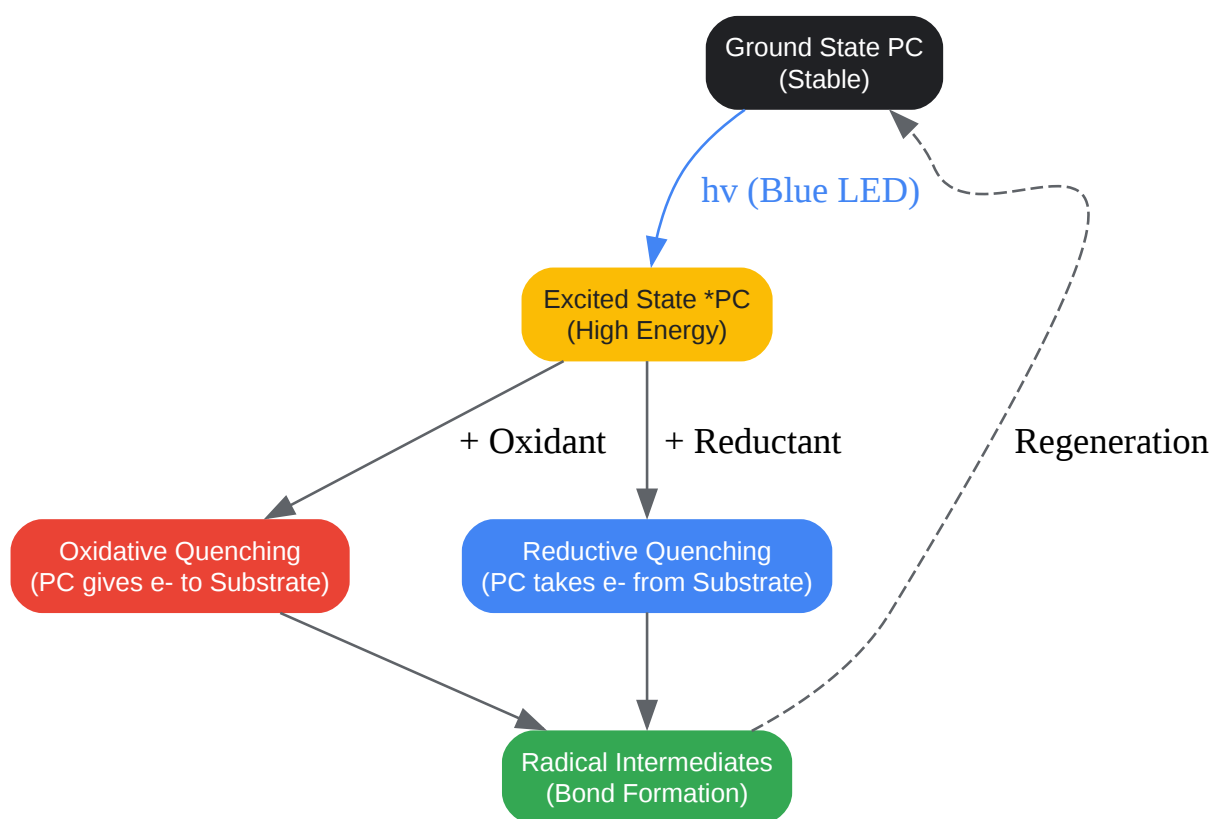 Ground State PC
(Stable)
hv (Blue LED)
Excited State *PC
(High Energy)
+ Oxidant
+ Reductant
Regeneration
Oxidative Quenching
(PC gives e- to Substrate)
Reductive Quenching
(PC takes e- from Substrate)
Radical Intermediates
(Bond Formation)